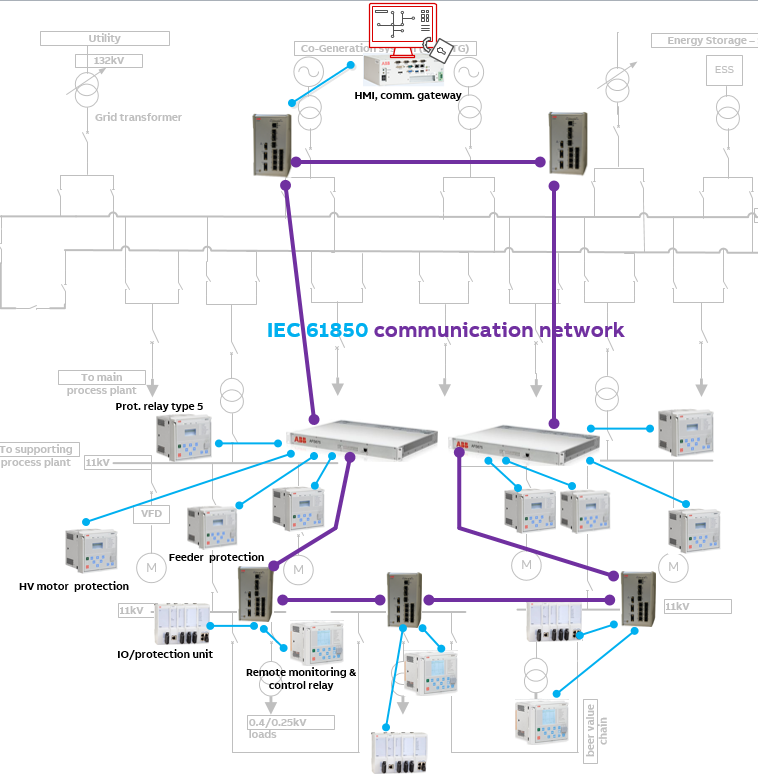 Utility
132kV
Grid transformer
Co-Generation
TG)
HMI, comm. gateway
Energy Storage –
ESS
IEC 61850 communication network
To main
process plant
Prot. relay type 5
ABB
ABB
To supporting
process plant
11kV
VFD
M
M
M
M
Feeder protection
HV motor protection
11kV
11kV
IO/protection unit
Remote monitoring &
control relay
0.4/0.25kV
loads
beer value
chain